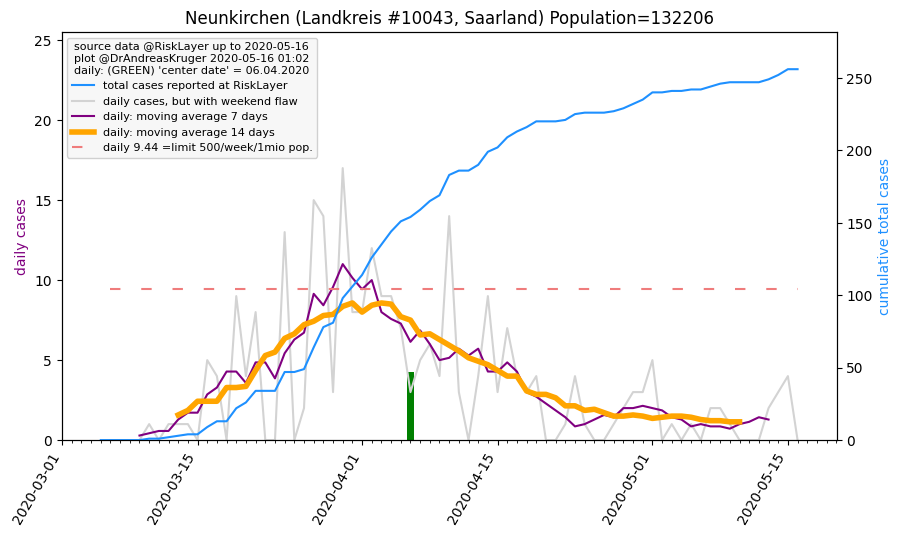 Neunkirchen (Landkreis #10043, Saarland) Population=132206
source data @RiskLayer up to 2020-05-16
plot @DrAndreasKruger 2020-05-16 01:02
daily: (GREEN) 'center date' = 06.04.2020
total cases reported at RiskLayer
daily cases, but with weekend flaw
daily: moving average 7 days
daily: moving average 14 days
daily 9.44 =limit 500/week/1mio pop.
daily cases
25
20
15
10
5
0
cumulative total cases
250
200
150
100
50
0
2020-03-01
2020-03-15
2020-04-01
2020-04-15
2020-05-01
2020-05-15